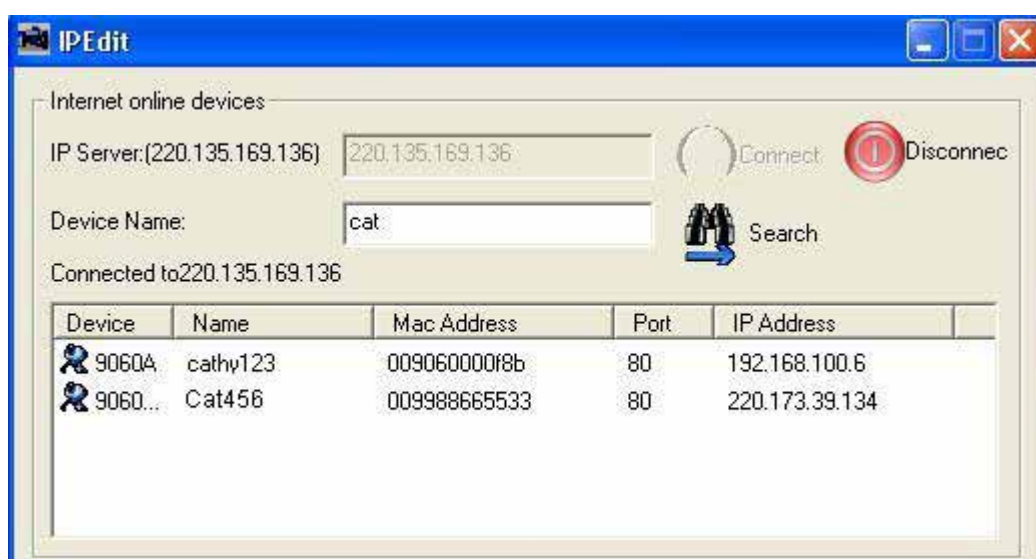 IPEdit
Internet online devices
IP Server:(220.135.169.136) 220.135.169.136 Connect Disconnec
Device Name: cat Search
Connected to220.135.169.136
Device Name Mac Address Port IP Address
9060A cathy123 009060000f8b 80 192.168.100.6
9060... Cat456 009988665533 80 220.173.39.134